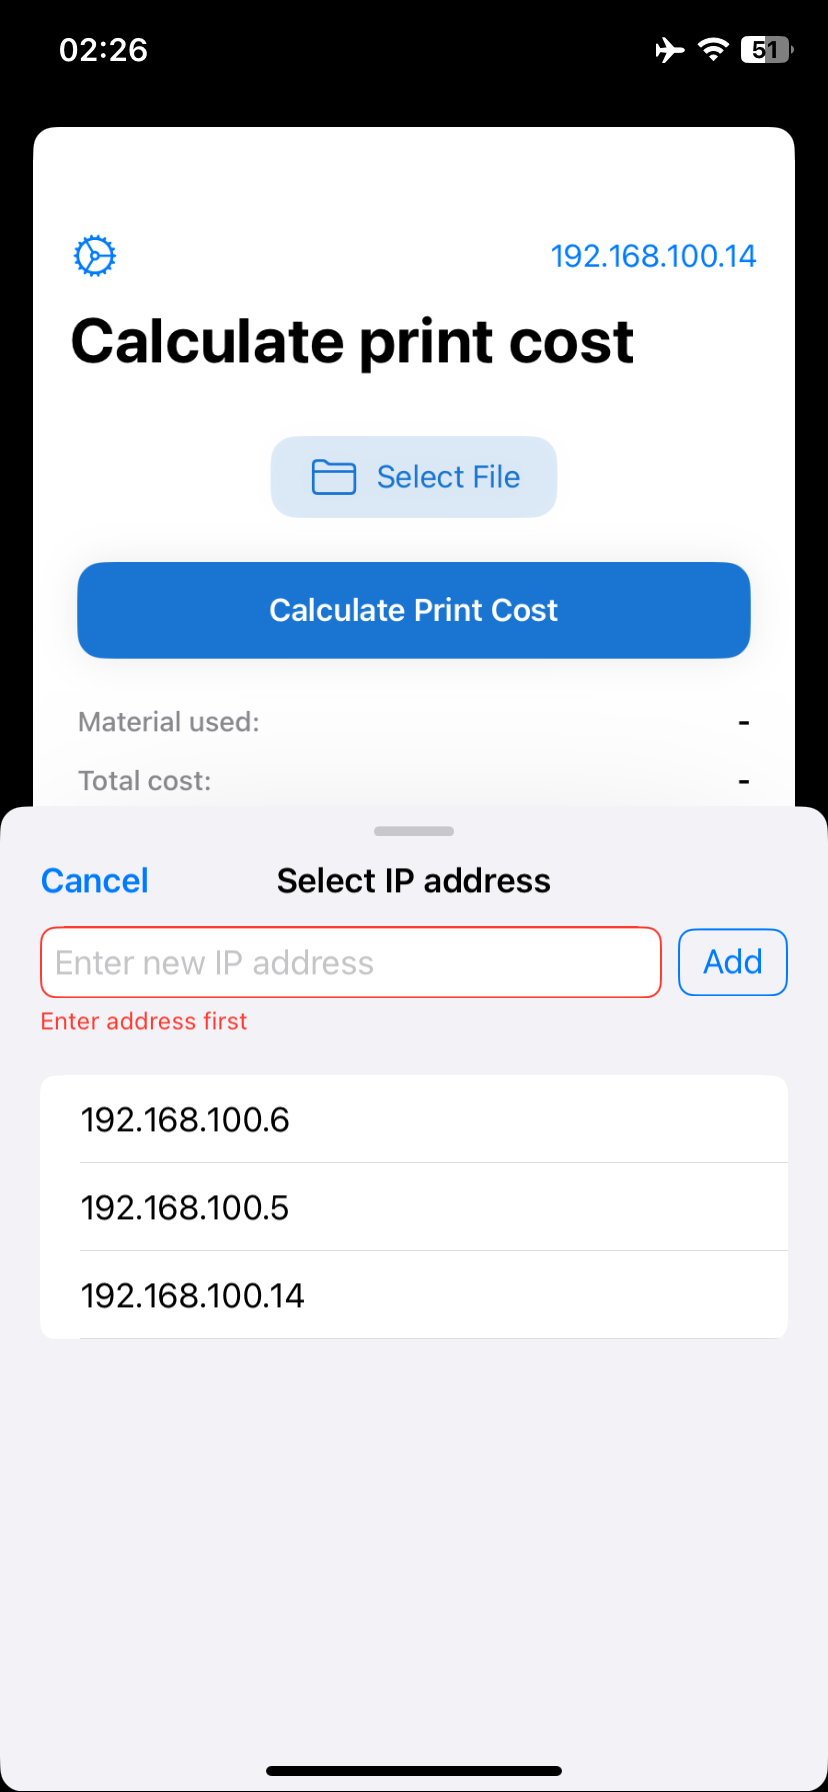 02:26
51
192.168.100.14
Calculate print cost
Select File
Calculate Print Cost
Material used: -
Total cost: -
Cancel Select IP address
Enter new IP address Add
Enter address first
192.168.100.6
192.168.100.5
192.168.100.14